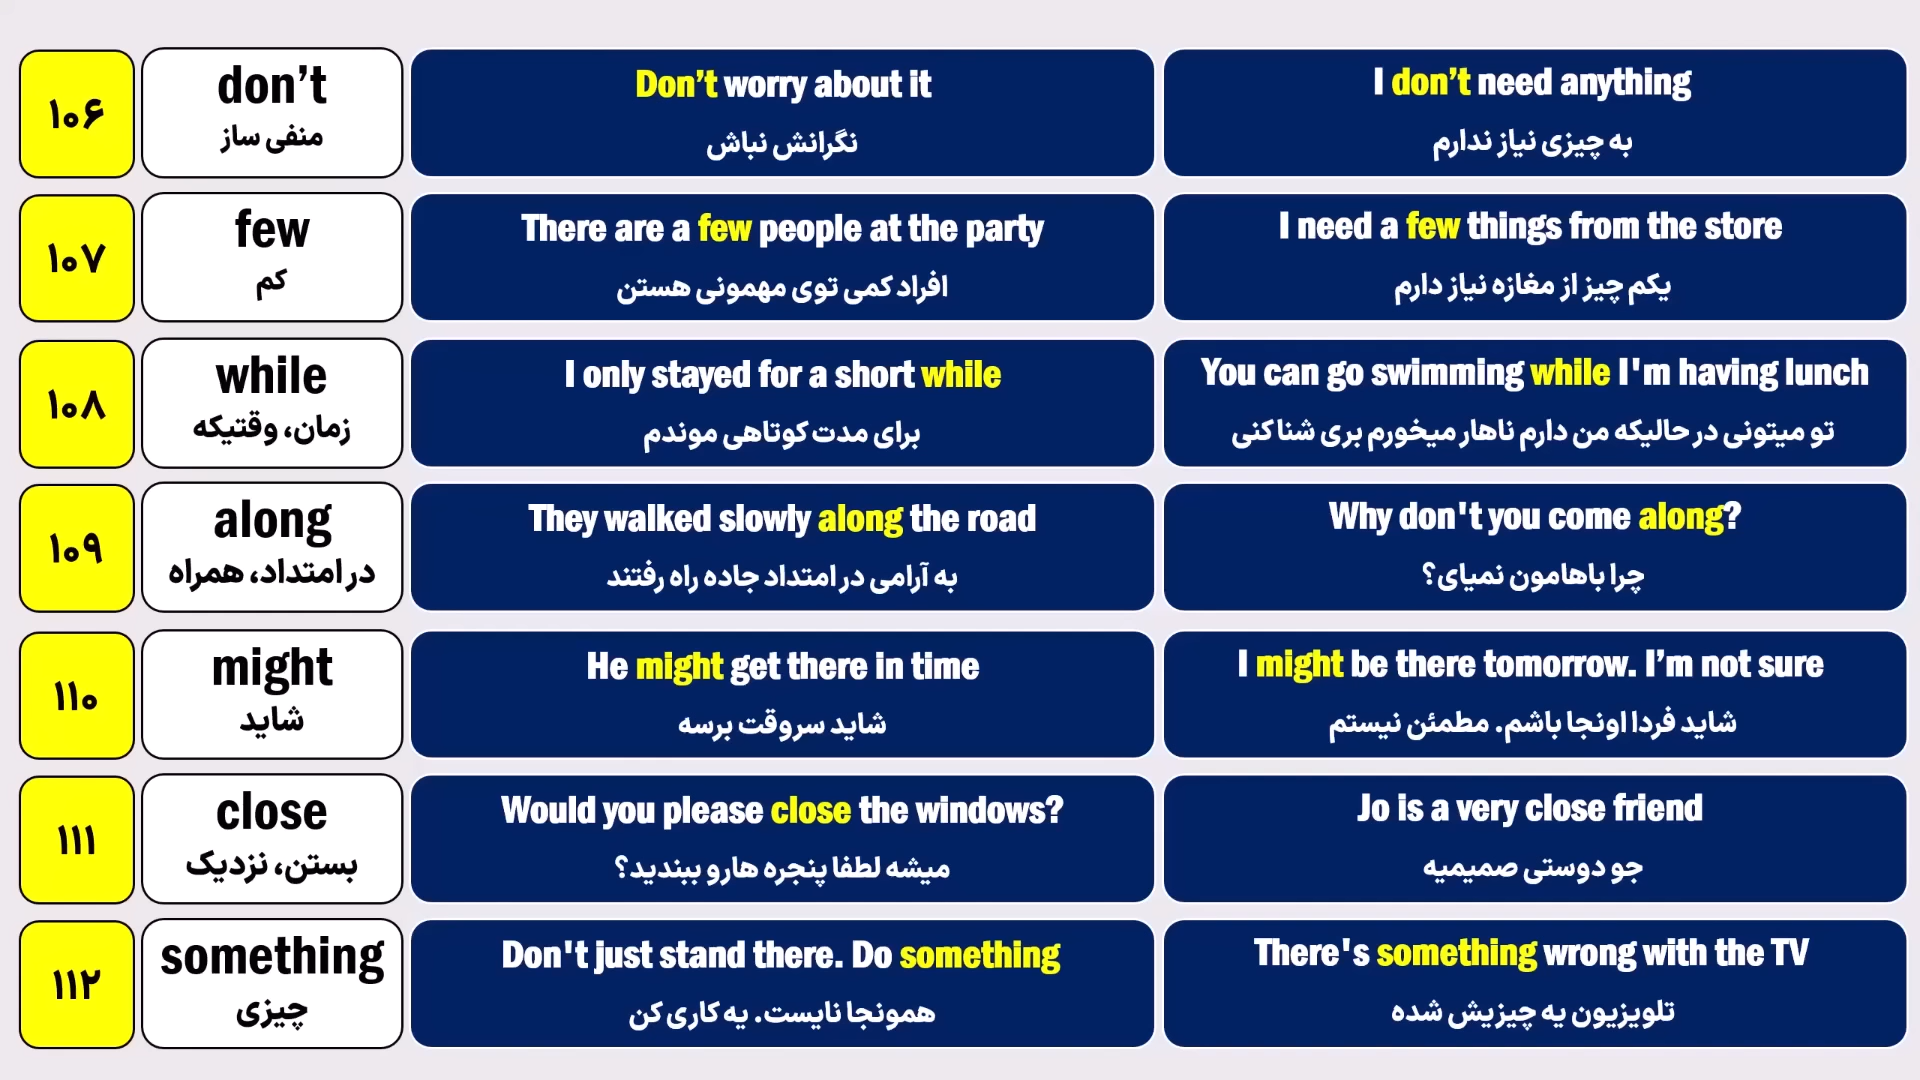 ۱۰۶
don’t
منفی ساز
Don’t worry about it
نگرانش نباش
I don’t need anything
به چیزی نیاز ندارم
۱۰۷
few
کم
There are a few people at the party
افراد کمی توی مهمونی هستن
I need a few things from the store
یکم چیز از مغازه نیاز دارم
۱۰۸
while
زمان، وقتیکه
I only stayed for a short while
برای مدت کوتاهی موندم
You can go swimming while I'm having lunch
تو میتونی در حالیکه من دارم ناهار میخورم بری شنا کنی
۱۰۹
along
در امتداد، همراه
They walked slowly along the road
به آرامی در امتداد جاده راه رفتند
Why don't you come along?
چرا باهامون نمیای؟
۱۱۰
might
شاید
He might get there in time
شاید سروقت برسه
I might be there tomorrow. I’m not sure
شاید فردا اونجا باشم. مطمئن نیستم
۱۱۱
close
بستن، نزدیک
Would you please close the windows?
میشه لطفا پنجره هارو ببندید؟
Jo is a very close friend
جو دوستی صمیمیه
۱۱۲
something
چیزی
Don't just stand there. Do something
همونجا نایست. یه کاری کن
There's something wrong with the TV
تلویزیون یه چیزیش شده